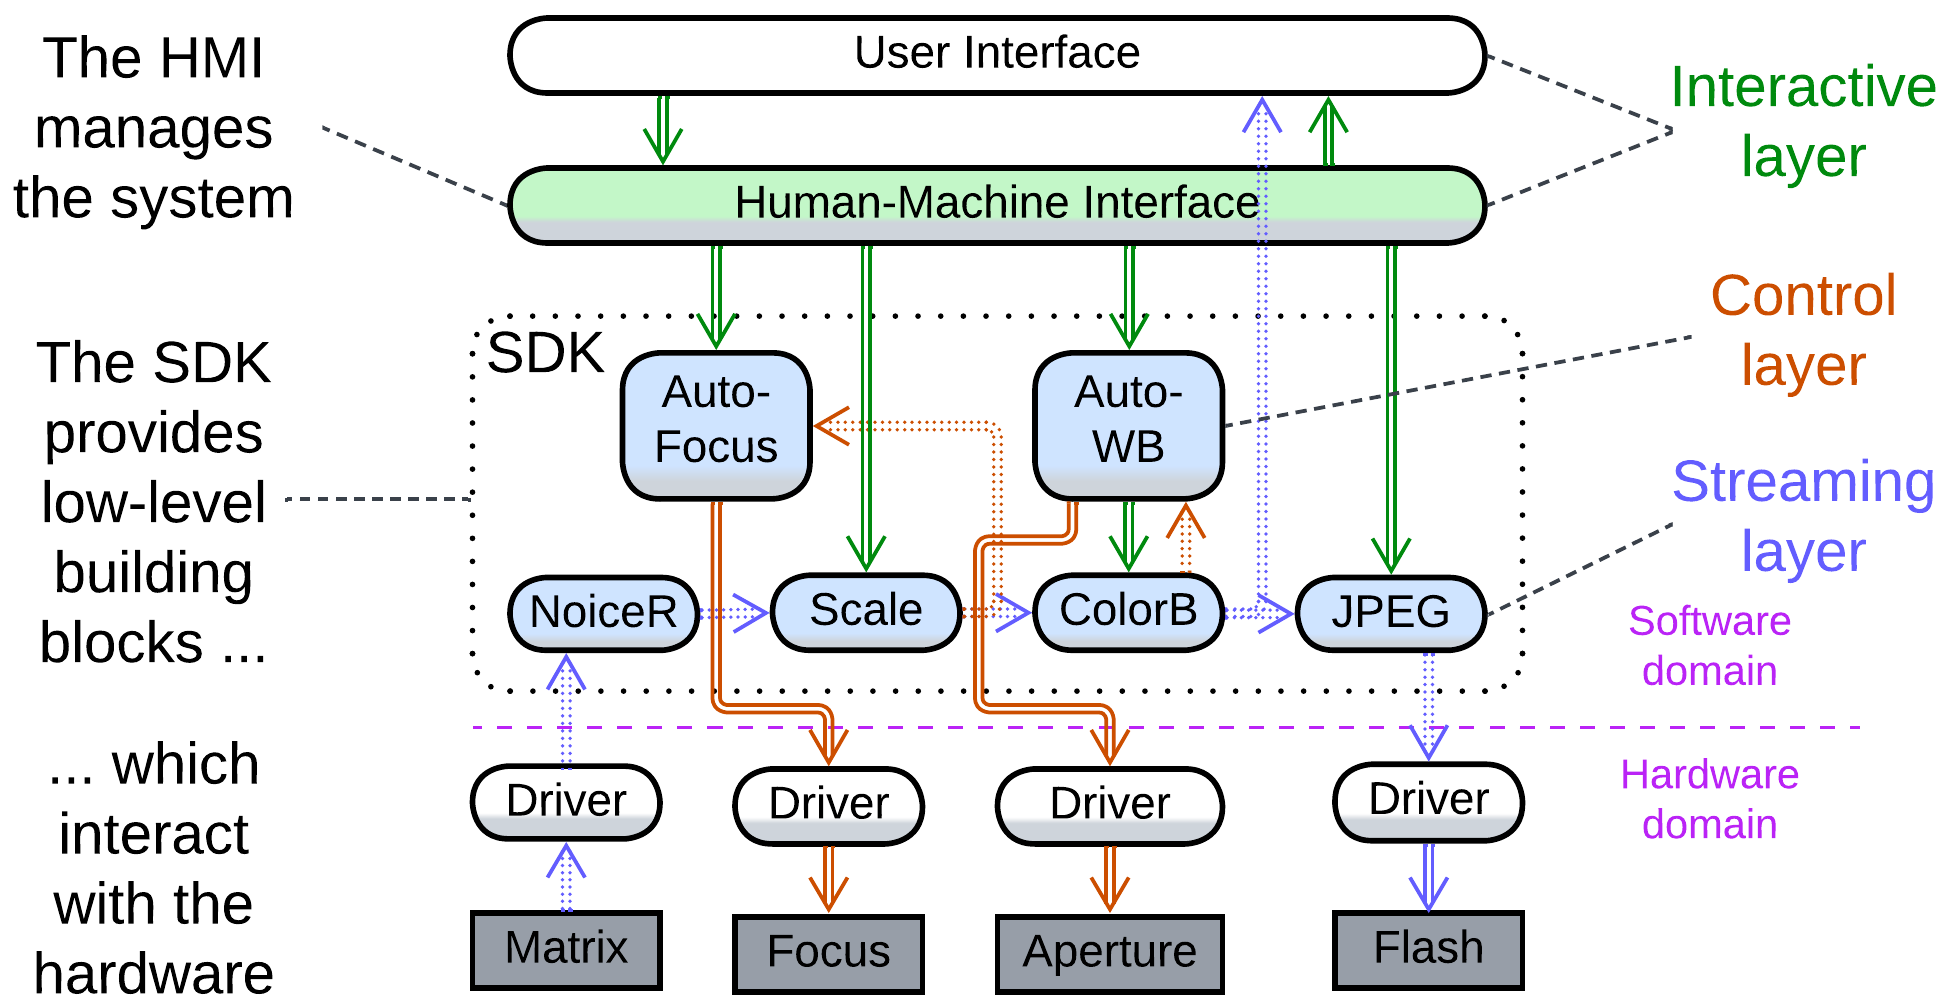 The HMI
manages
the system
User Interface
Human-Machine Interface
Interactive
layer
The SDK
provides
low-level
building
blocks ...
SDK
Auto-
Focus
Auto-
WB
Control
layer
Streaming
layer
NoiceR
Scale
ColorB
JPEG
Software
domain
Hardware
domain
... which
interact
with the
hardware
Driver
Driver
Driver
Driver
Matrix
Focus
Aperture
Flash